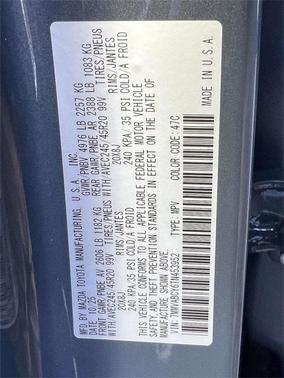 MFD. BY MAZDA TOYOTA MANUFACTURING, U.S.A., INC.
10/25 GVWR/PNBV 4976 LB 2257 KG
GAWR FRONT/PNBE AV 2606 LB 1182 KG REAR GAWR/PNBE AR 2388 LB 1083 KG
WITH/AVEC 245/45R20 99V TIRES/PNEUS WITH/AVEC 245/45R20 99V TIRES/PNEUS
20X8J RIMS/JANTES 20X8J RIMS/JANTES
240 KPA/ 35 PSI COLD/A FROID 240 KPA/ 35 PSI COLD/A FROID
THIS VEHICLE CONFORMS TO ALL APPLICABLE FEDERAL MOTOR VEHICLE
SAFETY AND THEFT PREVENTION STANDARDS IN EFFECT ON THE DATE OF
MANUFACTURE SHOWN ABOVE.
TYPE: MPV
COLOR CODE: 47C MADE IN U.S.A.